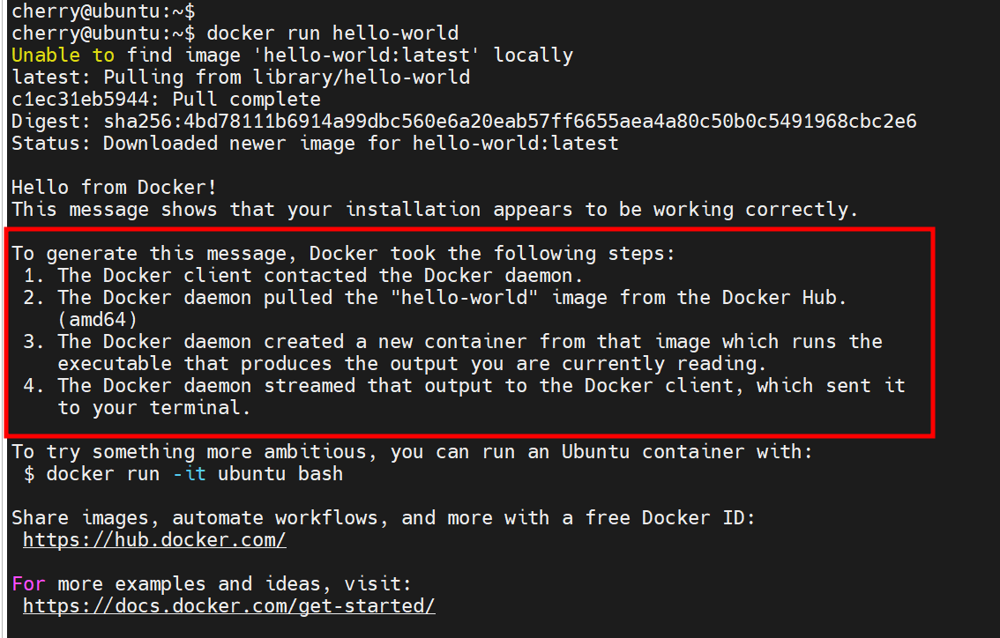 cherry@ubuntu:~$
cherry@ubuntu:~$ docker run hello-world
Unable to find image 'hello-world:latest' locally
latest: Pulling from library/hello-world
c1ec31eb5944: Pull complete
Digest: sha256:4bd78111b6914a99dbc560e6a20eab57ff6655aea4a80c50b0c5491968cbc2e6
Status: Downloaded newer image for hello-world:latest
Hello from Docker!
This message shows that your installation appears to be working correctly.
To generate this message, Docker took the following steps:
1. The Docker client contacted the Docker daemon.
2. The Docker daemon pulled the "hello-world" image from the Docker Hub.
(amd64)
3. The Docker daemon created a new container from that image which runs the
executable that produces the output you are currently reading.
4. The Docker daemon streamed that output to the Docker client, which sent it
to your terminal.
To try something more ambitious, you can run an Ubuntu container with:
$ docker run -it ubuntu bash
Share images, automate workflows, and more with a free Docker ID:
https://hub.docker.com/
For more examples and ideas, visit:
https://docs.docker.com/get-started/